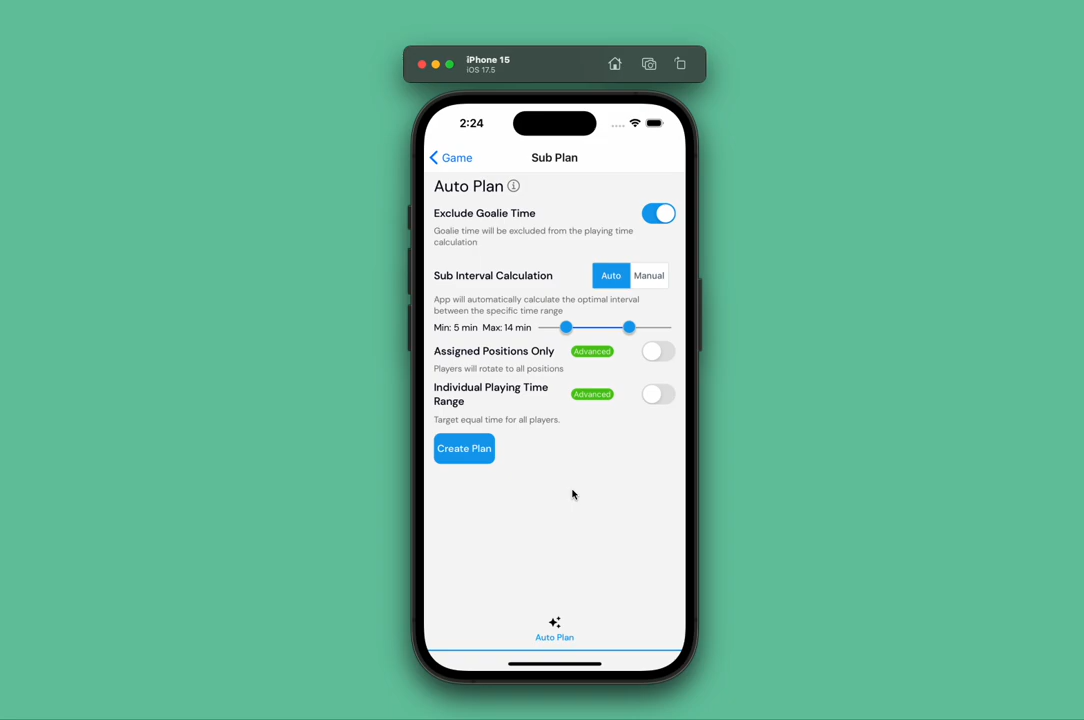 iPhone 15
iOS 17.5
2:24
Game
Sub Plan
Auto Plan
Exclude Goalie Time
Goalie time will be excluded from the playing time
calculation
Sub Interval Calculation
Auto
Manual
App will automatically calculate the optimal interval
between the specific time range
Min: 5 min Max: 14 min
Assigned Positions Only
Advanced
Players will rotate to all positions
Individual Playing Time
Range
Advanced
Target equal time for all players.
Create Plan
Auto Plan